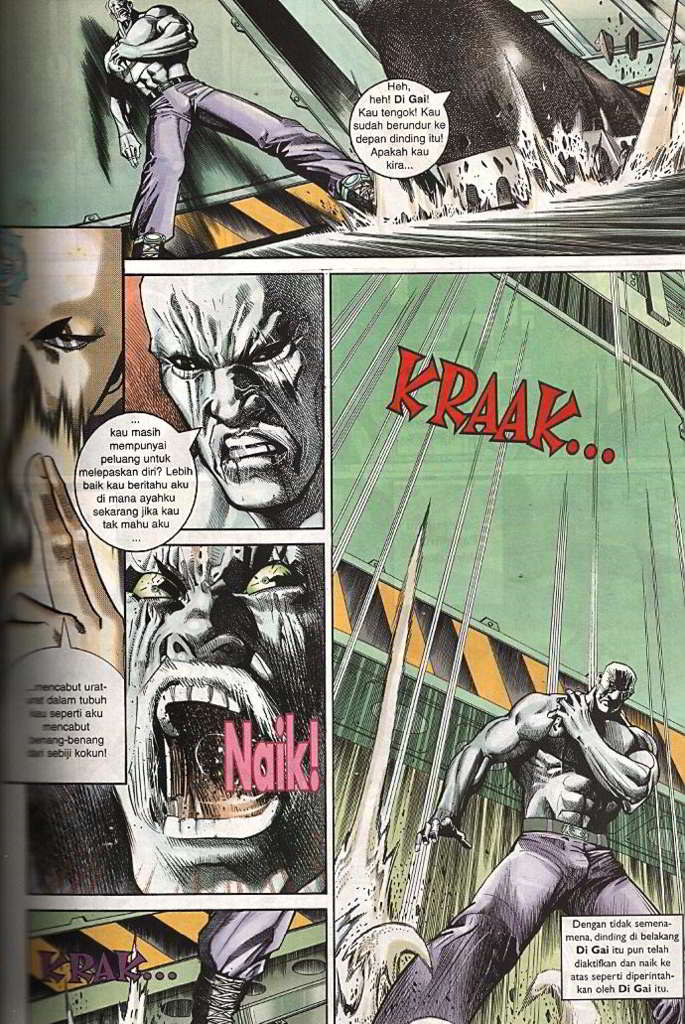 Heh,
heh! Di Gai!
Kau tengok! Kau
sudah berundur ke
depan dinding itu!
Apakah kau
kira...
...
kau masih
mempunyai
peluang untuk
melepaskan diri? Lebih
baik kau beritahu aku
di mana ayahku
sekarang jika kau
tak mahu aku
...
...mencabut urat-
urat dalam tubuh
kau seperti aku
mencabut
benang-benang
dari sebiji kokun!
Naik!
KRAK...
KRAAK...
Dengan tidak semena-
mena, dinding di belakang
Di Gai itu pun telah
diaktifkan dan naik ke
atas seperti diperintah-
kan oleh Di Gai itu.